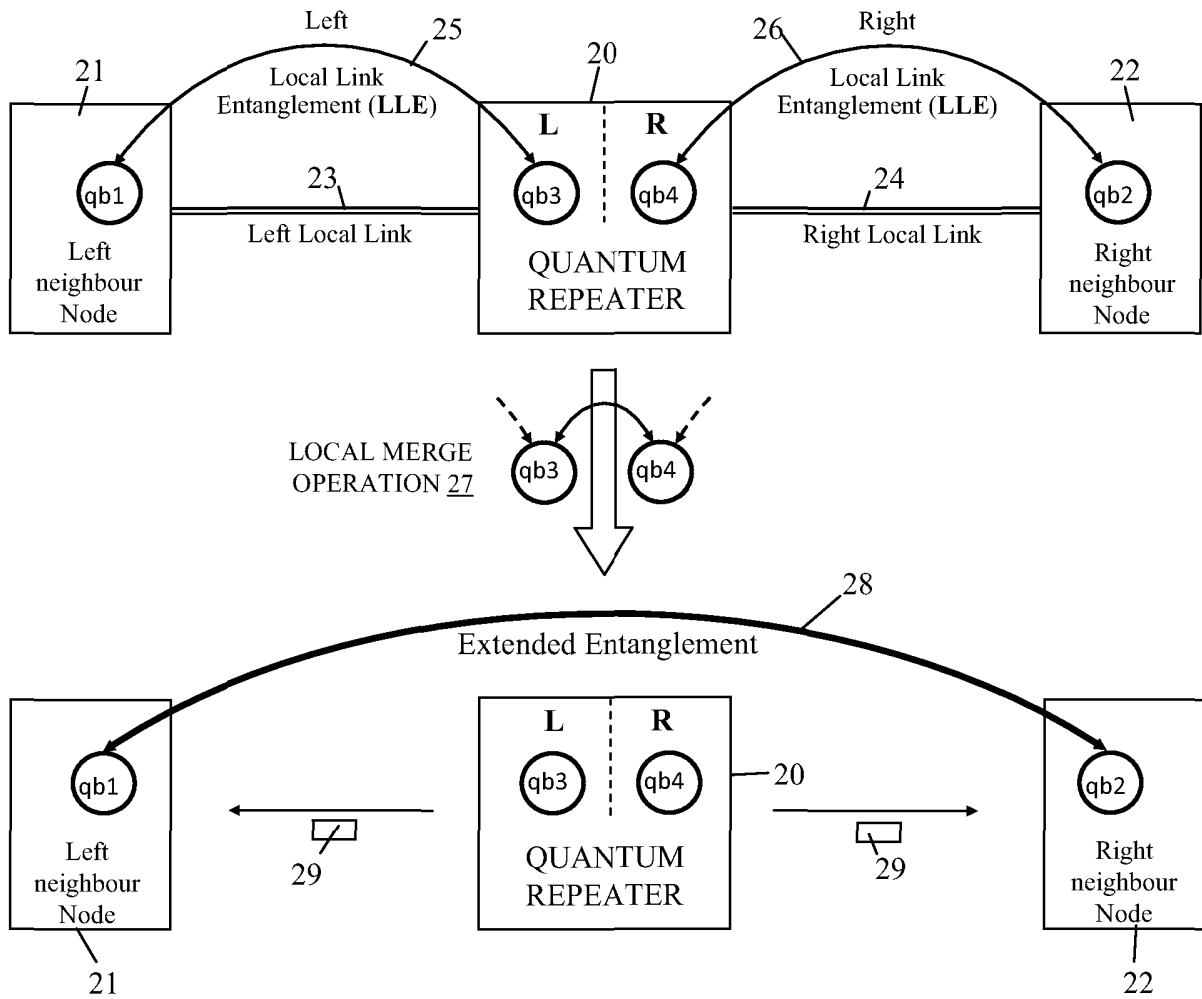 Left
25
26
Right
21
20
22
Local Link
Entanglement (LLE)
Local Link
Entanglement (LLE)
L
R
qb1
qb3
qb4
qb2
23
24
Left Local Link
Right Local Link
Left
neighbour
Node
QUANTUM
REPEATER
Right
neighbour
Node
LOCAL MERGE
OPERATION 27
qb3
qb4
28
Extended Entanglement
L
R
qb1
qb3
qb4
20
qb2
29
29
Left
neighbour
Node
QUANTUM
REPEATER
Right
neighbour
Node
21
22